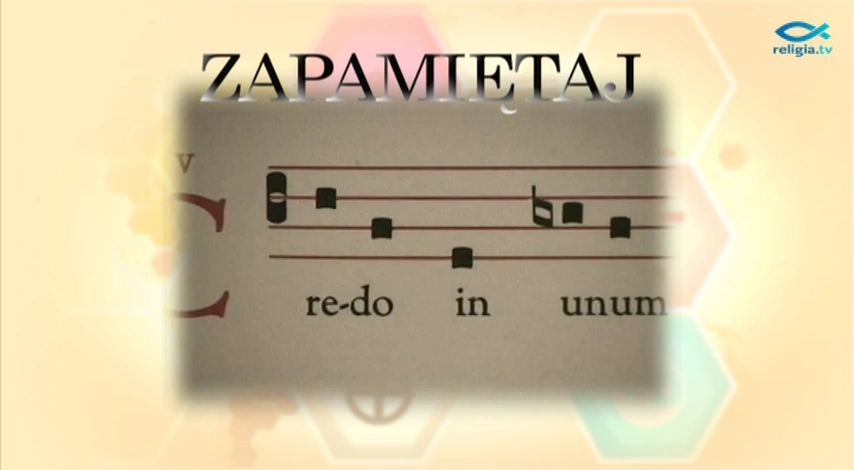 religia.tv
ZAPAMIĘTAJ
V
C
re-do in unum